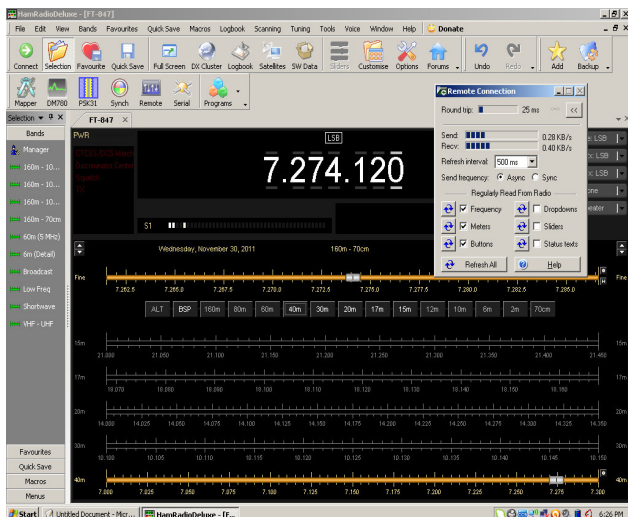 HamRadioDeluxe - [FT-847]
File Edit View Bands Favourites Quick Save Macros Logbook Scanning Tuning Tools Voice Window Help Donate
Connect Selection Favourite Quick Save Full Screen DX Cluster Logbook Satellites SW Data Sliders Customise Options Forums Undo Redo Add Backup
Mapper DM780 PSK31 Synch Remote Serial Programs
Selection
FT-847
Bands
Manager
160m - 10...
160m - 10...
160m - 10...
160m - 70cm
60m (5 MHz)
6m (Detail)
Broadcast
Low Freq
Shortwave
VHF - UHF
Favourites
Quick Save
Macros
Menus
PWR
LSB
7.274.120
S1
Remote Connection
Round trip: 25 ms <<
Send: 0.28 KB/s
Recv: 0.40 KB/s
Refresh interval: 500 ms
Send frequency: Async Sync
Regularly Read From Radio
Frequency Dropdowns
Meters Sliders
Buttons Status texts
Refresh All Help
Wednesday, November 30, 2011 160m - 70cm
Fine Fine
7.262.5 7.265.0 7.267.5 7.270.0 7.272.5 7.275.0 7.277.5 7.280.0 7.282.5 7.285.0
ALT BSP 160m 80m 60m 40m 30m 20m 17m 15m 12m 10m 6m 2m 70cm
15m 15m
21.000 21.050 21.100 21.150 21.200 21.250 21.300 21.350 21.400 21.450
17m 17m
18.070 18.080 18.090 18.100 18.110 18.120 18.130 18.140 18.150 18.160
20m 20m
14.000 14.025 14.050 14.075 14.100 14.125 14.150 14.175 14.200 14.225 14.250 14.275 14.300 14.325 14.350
30m 30m
10.100 10.105 10.110 10.115 10.120 10.125 10.130 10.135 10.140 10.145 10.150
40m 40m
7.000 7.025 7.050 7.075 7.100 7.125 7.150 7.175 7.200 7.225 7.250 7.275 7.300
Start Untitled Document - Micr... HamRadioDeluxe - [F... 6:26 PM